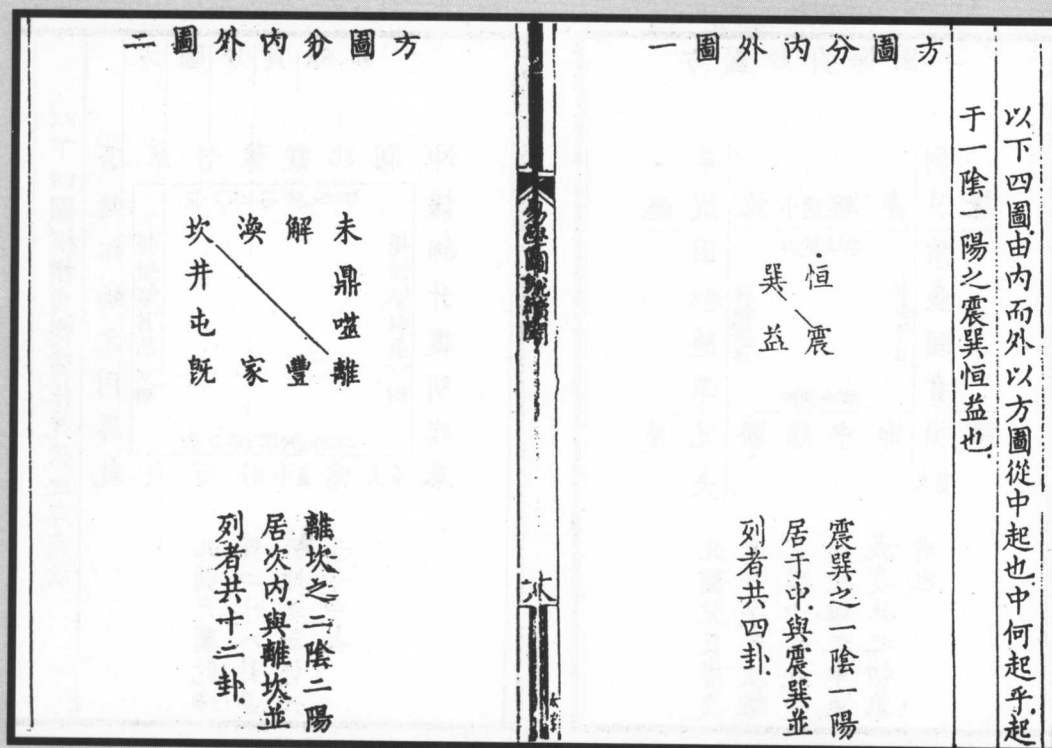 以下四圖由内而外以方圖從中起也中何起乎起
于一陰一陽之震巽恒益也
方圖分内外圖一
恒
震
巽
益
震巽之一陰一陽
居于中與震巽並
列者共四卦
易學圖說續聞
六
方圖分内外圖二
未鼎噬離
解
豐
渙
家
坎井屯既
離坎之二陰二陽
居次内與離坎並
列者共十二卦